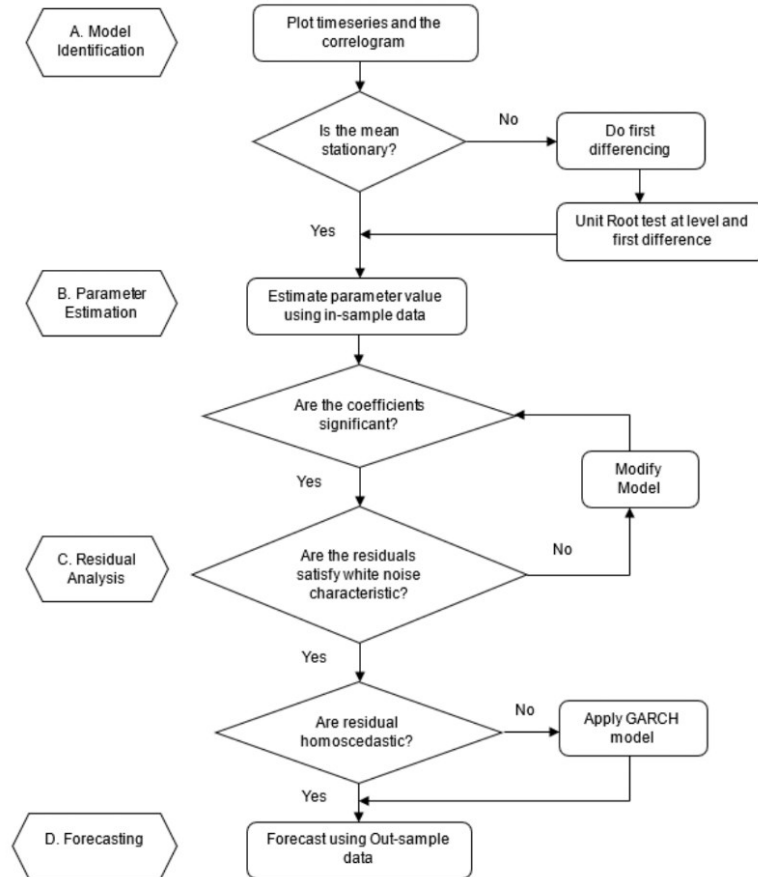 A. Model
Identification
Plot timeseries and the
correlogram
Is the mean
stationary?
No
Do first
differencing
Unit Root test at level and
first difference
Yes
B. Parameter
Estimation
Estimate parameter value
using in-sample data
Are the coefficients
significant?
Yes
Modify
Model
C. Residual
Analysis
Are the residuals
satisfy white noise
characteristic?
No
Yes
Are residual
homoscedastic?
No
Apply GARCH
model
Yes
D. Forecasting
Forecast using Out-sample
data